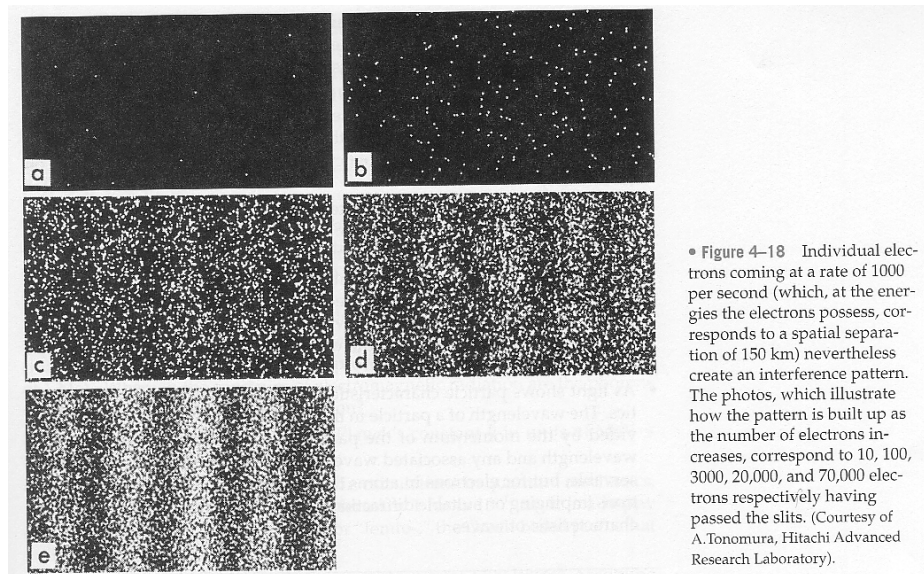 a
b
c
d
e
• Figure 4–18 Individual elec-
trons coming at a rate of 1000
per second (which, at the ener-
gies the electrons possess, cor-
responds to a spatial separa-
tion of 150 km) nevertheless
create an interference pattern.
The photos, which illustrate
how the pattern is built up as
the number of electrons in-
creases, correspond to 10, 100,
3000, 20,000, and 70,000 elec-
trons respectively having
passed the slits. (Courtesy of
A.Tonomura, Hitachi Advanced
Research Laboratory).